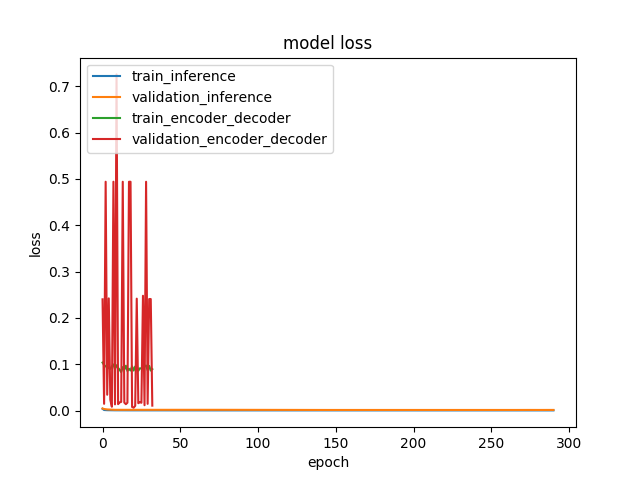 model loss
train_inference
validation_inference
train_encoder_decoder
validation_encoder_decoder
loss
0.7
0.6
0.5
0.4
0.3
0.2
0.1
0.0
0
50
100
150
200
250
300
epoch